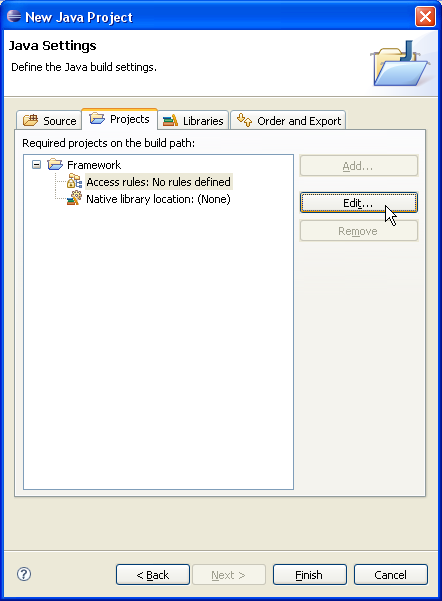 New Java Project
Java Settings
Define the Java build settings.
Source Projects Libraries Order and Export
Required projects on the build path:
Framework
Access rules: No rules defined
Native library location: (None)
Add...
Edit...
Remove
?
< Back Next > Finish Cancel